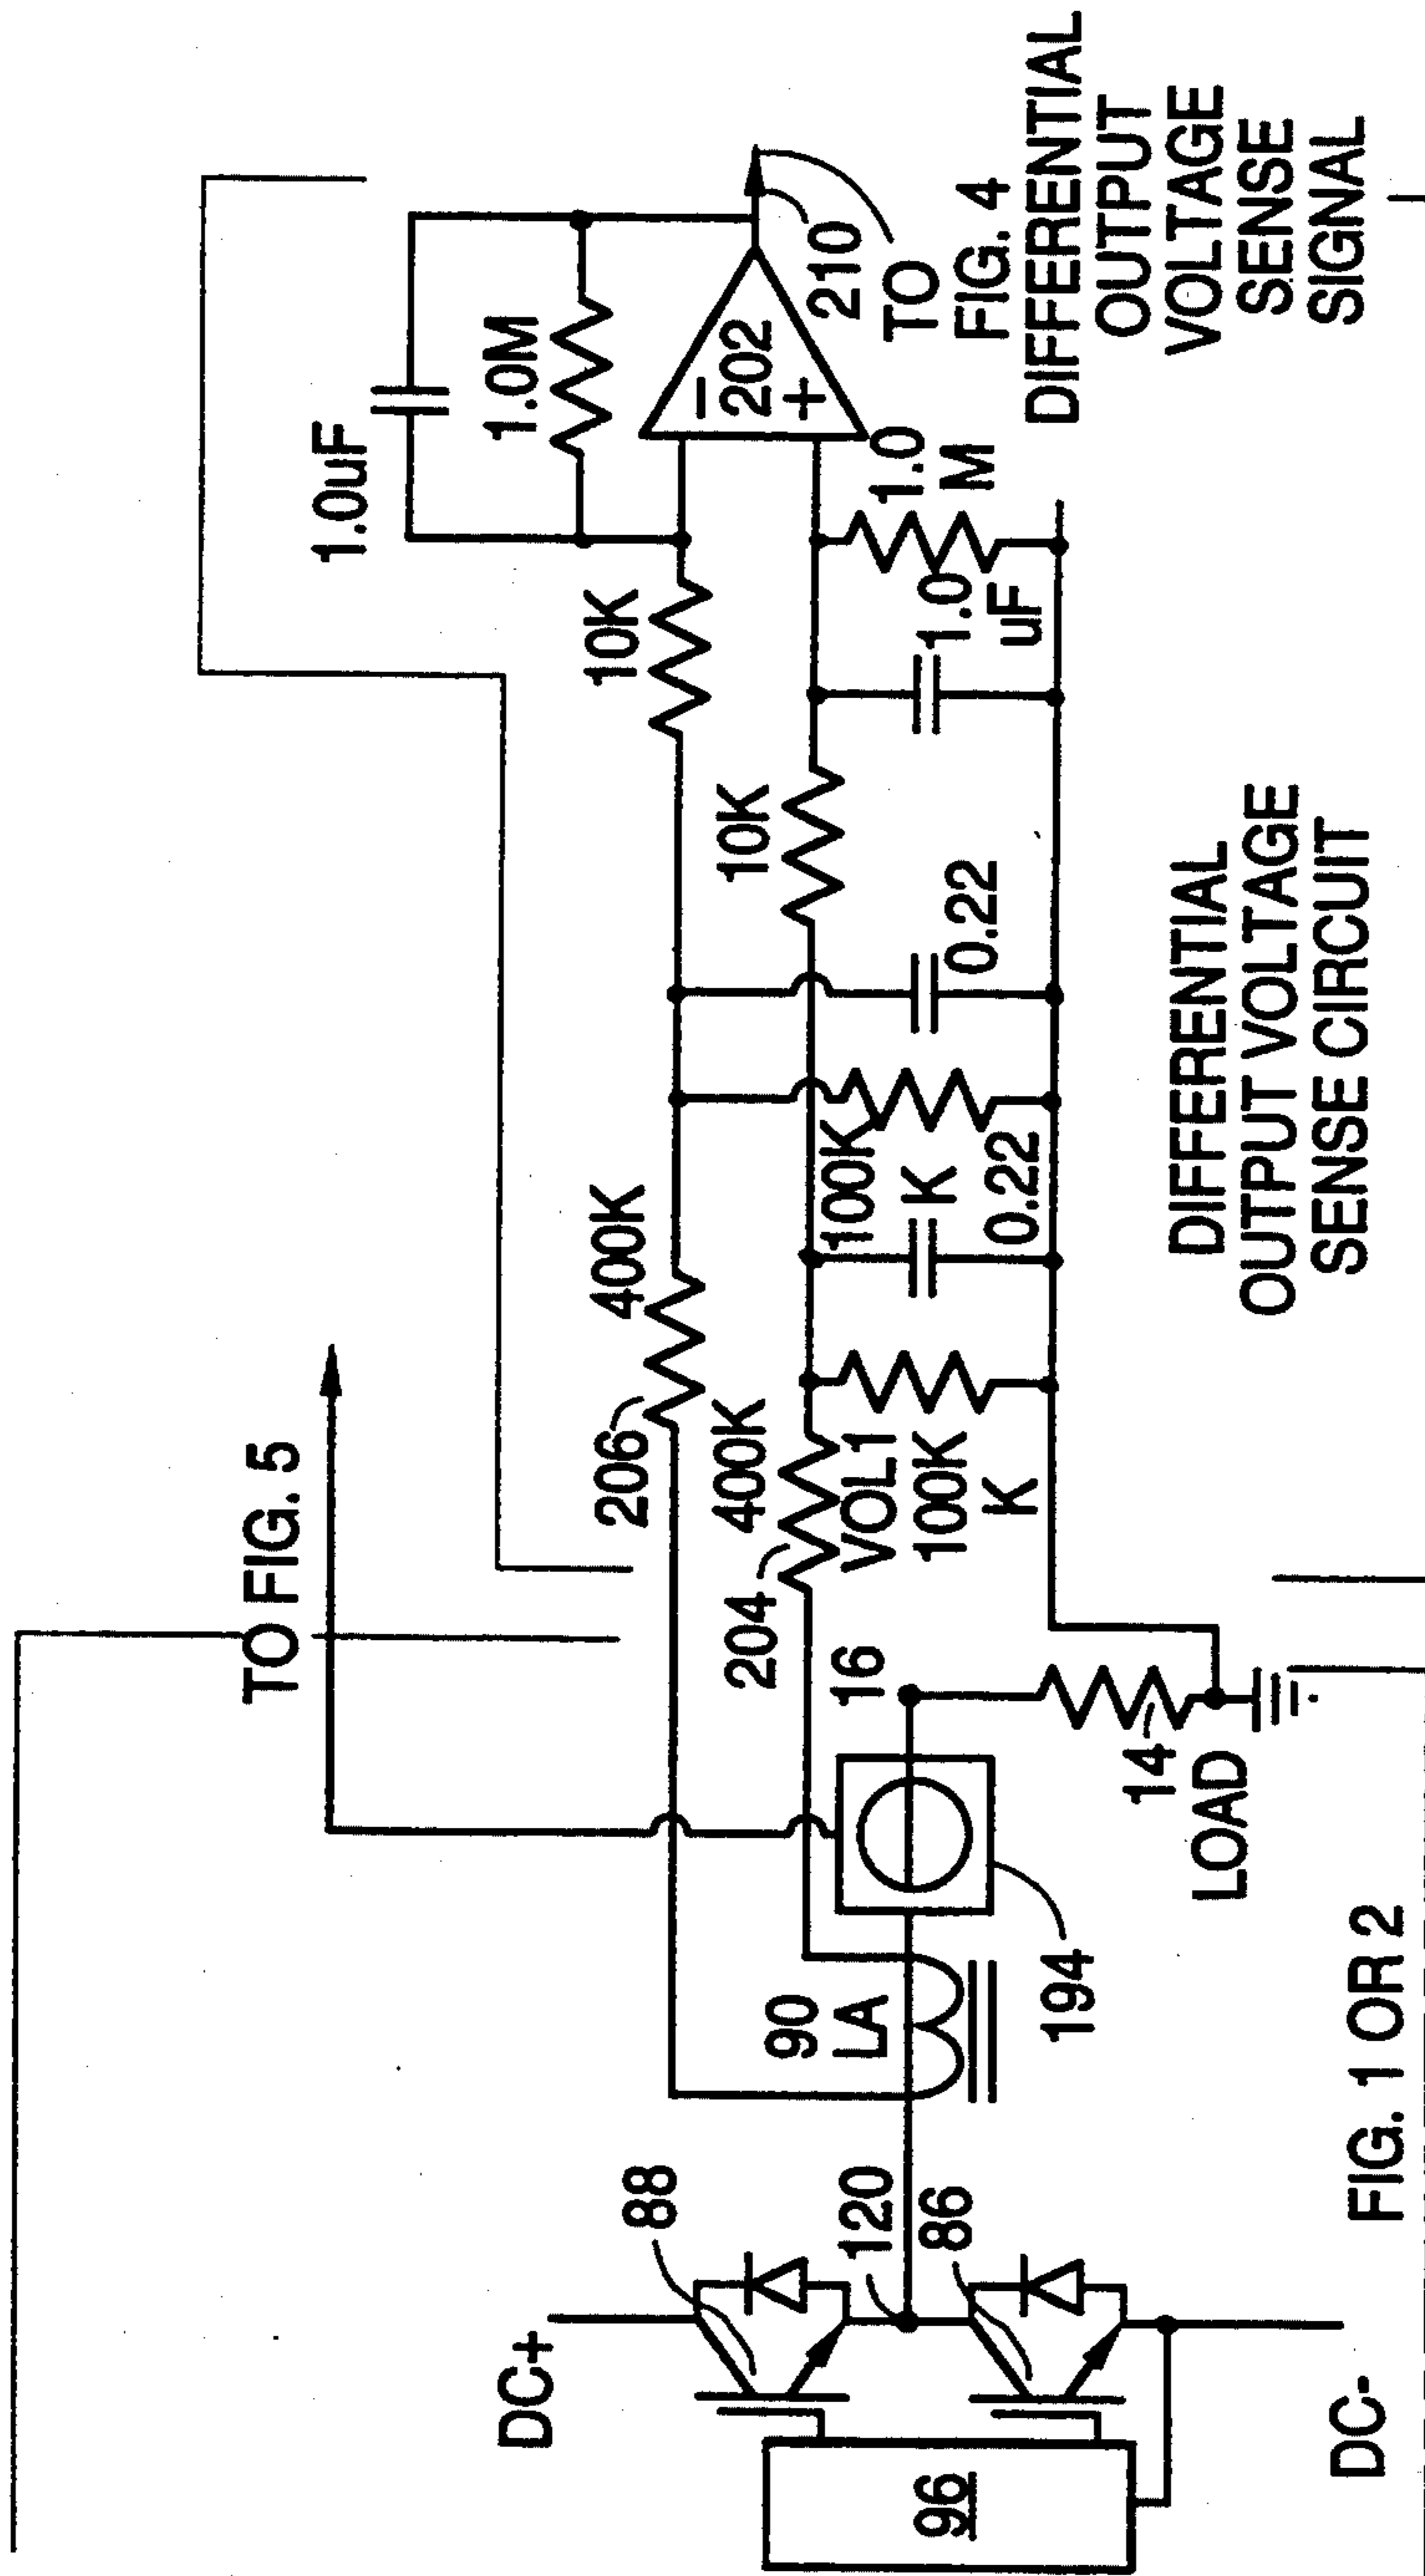 TO FIG. 5
1.0uF
1.0M
10K
400K
206
–
202
+
210
TO
FIG. 4
DIFFERENTIAL
OUTPUT
VOLTAGE
SENSE
SIGNAL
10K
400K
204
VOL1
100K
K
100K
K
0.22
0.22
1.0
uF
1.0
M
DC+
88
120
86
96
DC-
90
LA
194
16
14
LOAD
DIFFERENTIAL
OUTPUT VOLTAGE
SENSE CIRCUIT
FIG. 1 OR 2